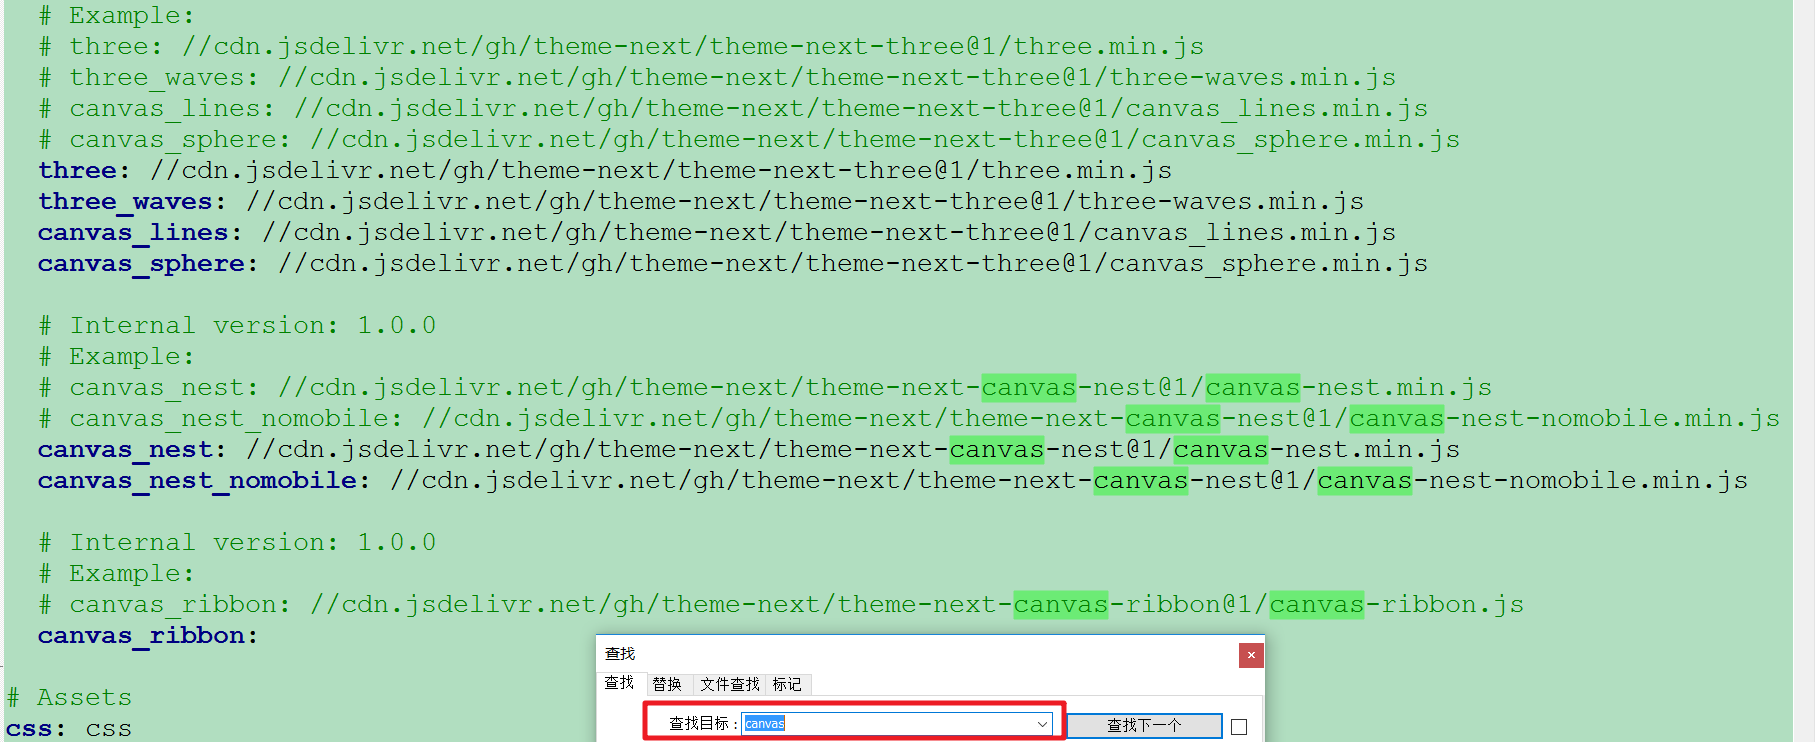 # Example:
# three: //cdn.jsdelivr.net/gh/theme-next/theme-next-three@1/three.min.js
# three_waves: //cdn.jsdelivr.net/gh/theme-next/theme-next-three@1/three-waves.min.js
# canvas_lines: //cdn.jsdelivr.net/gh/theme-next/theme-next-three@1/canvas_lines.min.js
# canvas_sphere: //cdn.jsdelivr.net/gh/theme-next/theme-next-three@1/canvas_sphere.min.js
three: //cdn.jsdelivr.net/gh/theme-next/theme-next-three@1/three.min.js
three_waves: //cdn.jsdelivr.net/gh/theme-next/theme-next-three@1/three-waves.min.js
canvas_lines: //cdn.jsdelivr.net/gh/theme-next/theme-next-three@1/canvas_lines.min.js
canvas_sphere: //cdn.jsdelivr.net/gh/theme-next/theme-next-three@1/canvas_sphere.min.js
# Internal version: 1.0.0
# Example:
# canvas_nest: //cdn.jsdelivr.net/gh/theme-next/theme-next-canvas-nest@1/canvas-nest.min.js
# canvas_nest_nomobile: //cdn.jsdelivr.net/gh/theme-next/theme-next-canvas-nest@1/canvas-nest-nomobile.min.js
canvas_nest: //cdn.jsdelivr.net/gh/theme-next/theme-next-canvas-nest@1/canvas-nest.min.js
canvas_nest_nomobile: //cdn.jsdelivr.net/gh/theme-next/theme-next-canvas-nest@1/canvas-nest-nomobile.min.js
# Internal version: 1.0.0
# Example:
# canvas_ribbon: //cdn.jsdelivr.net/gh/theme-next/theme-next-canvas-ribbon@1/canvas-ribbon.js
canvas_ribbon:
# Assets
css: css
查找
查找 替换 文件查找 标记
查找目标: canvas 查找下一个